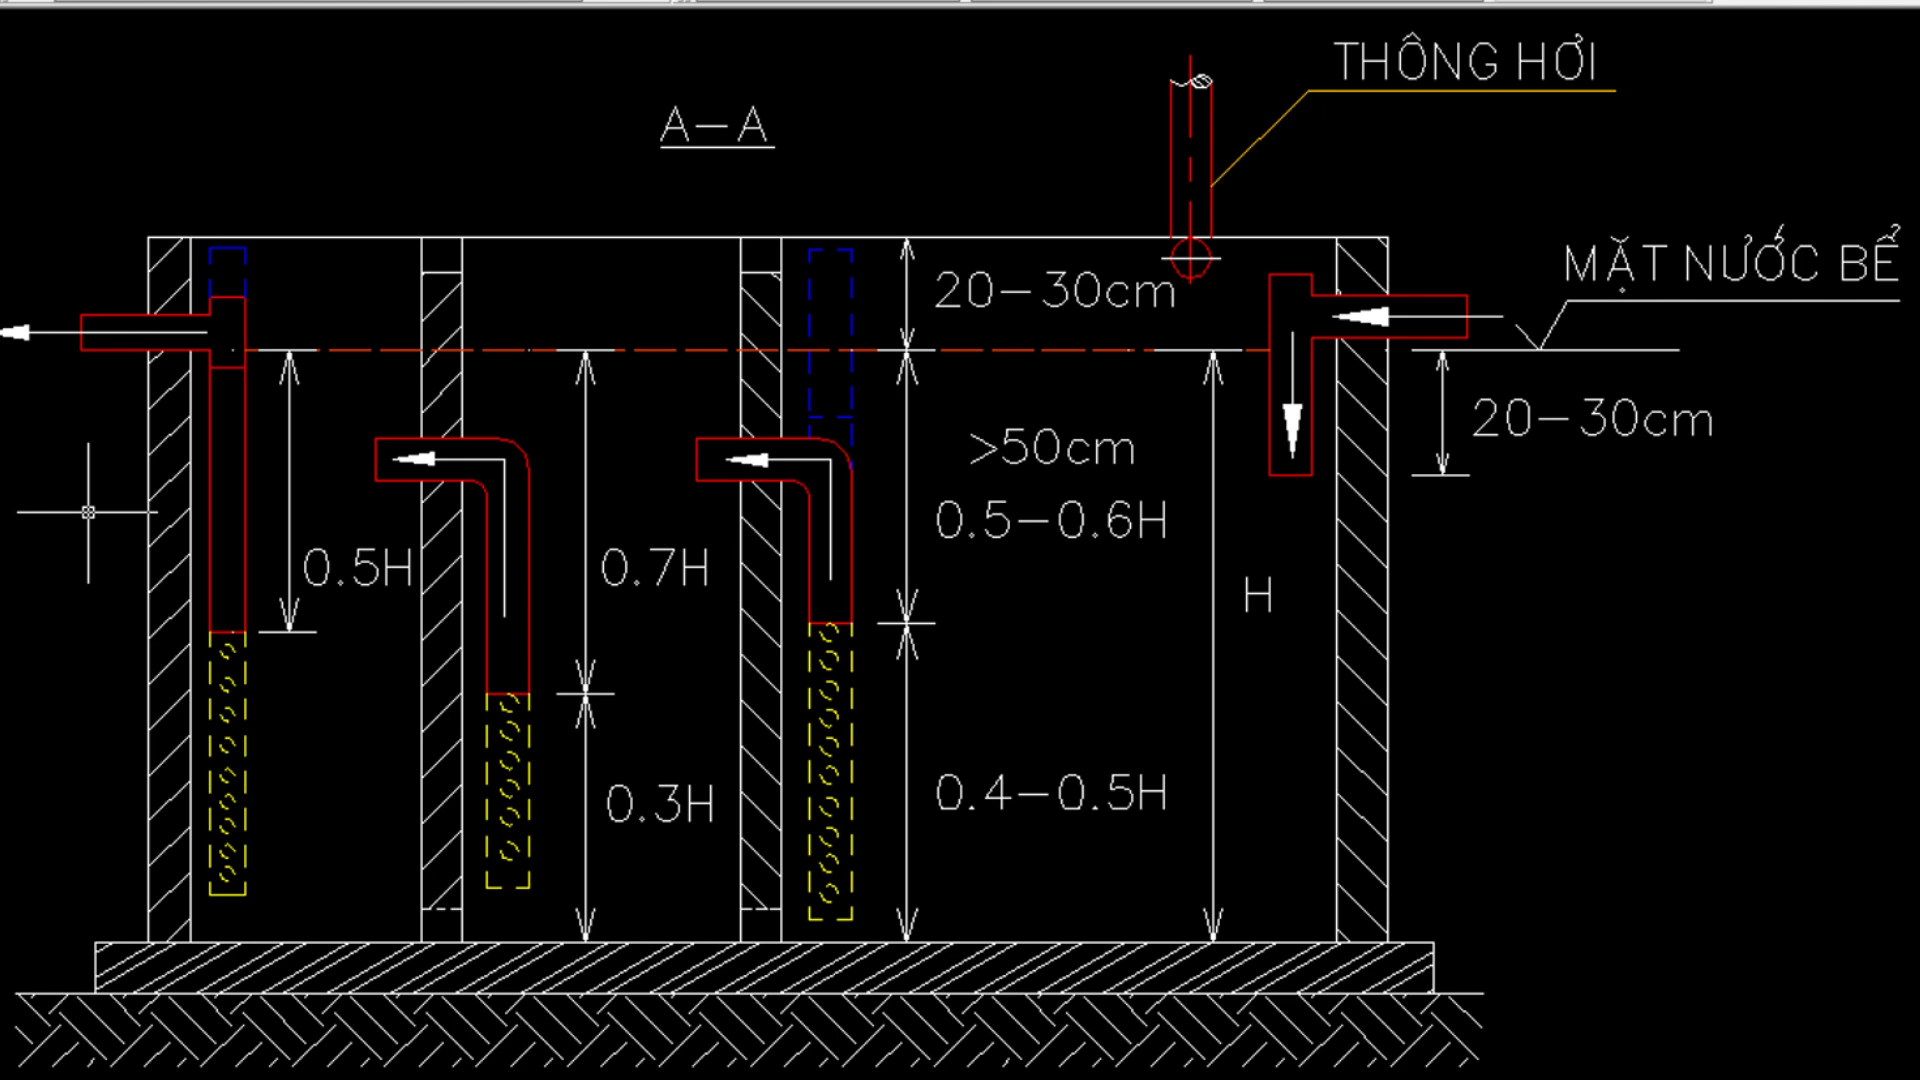 THÔNG HƠI
A-A
MẶT NƯỚC BỂ
20-30cm
20-30cm
>50cm
0.5-0.6H
0.5H
0.7H
H
0.3H
0.4-0.5H